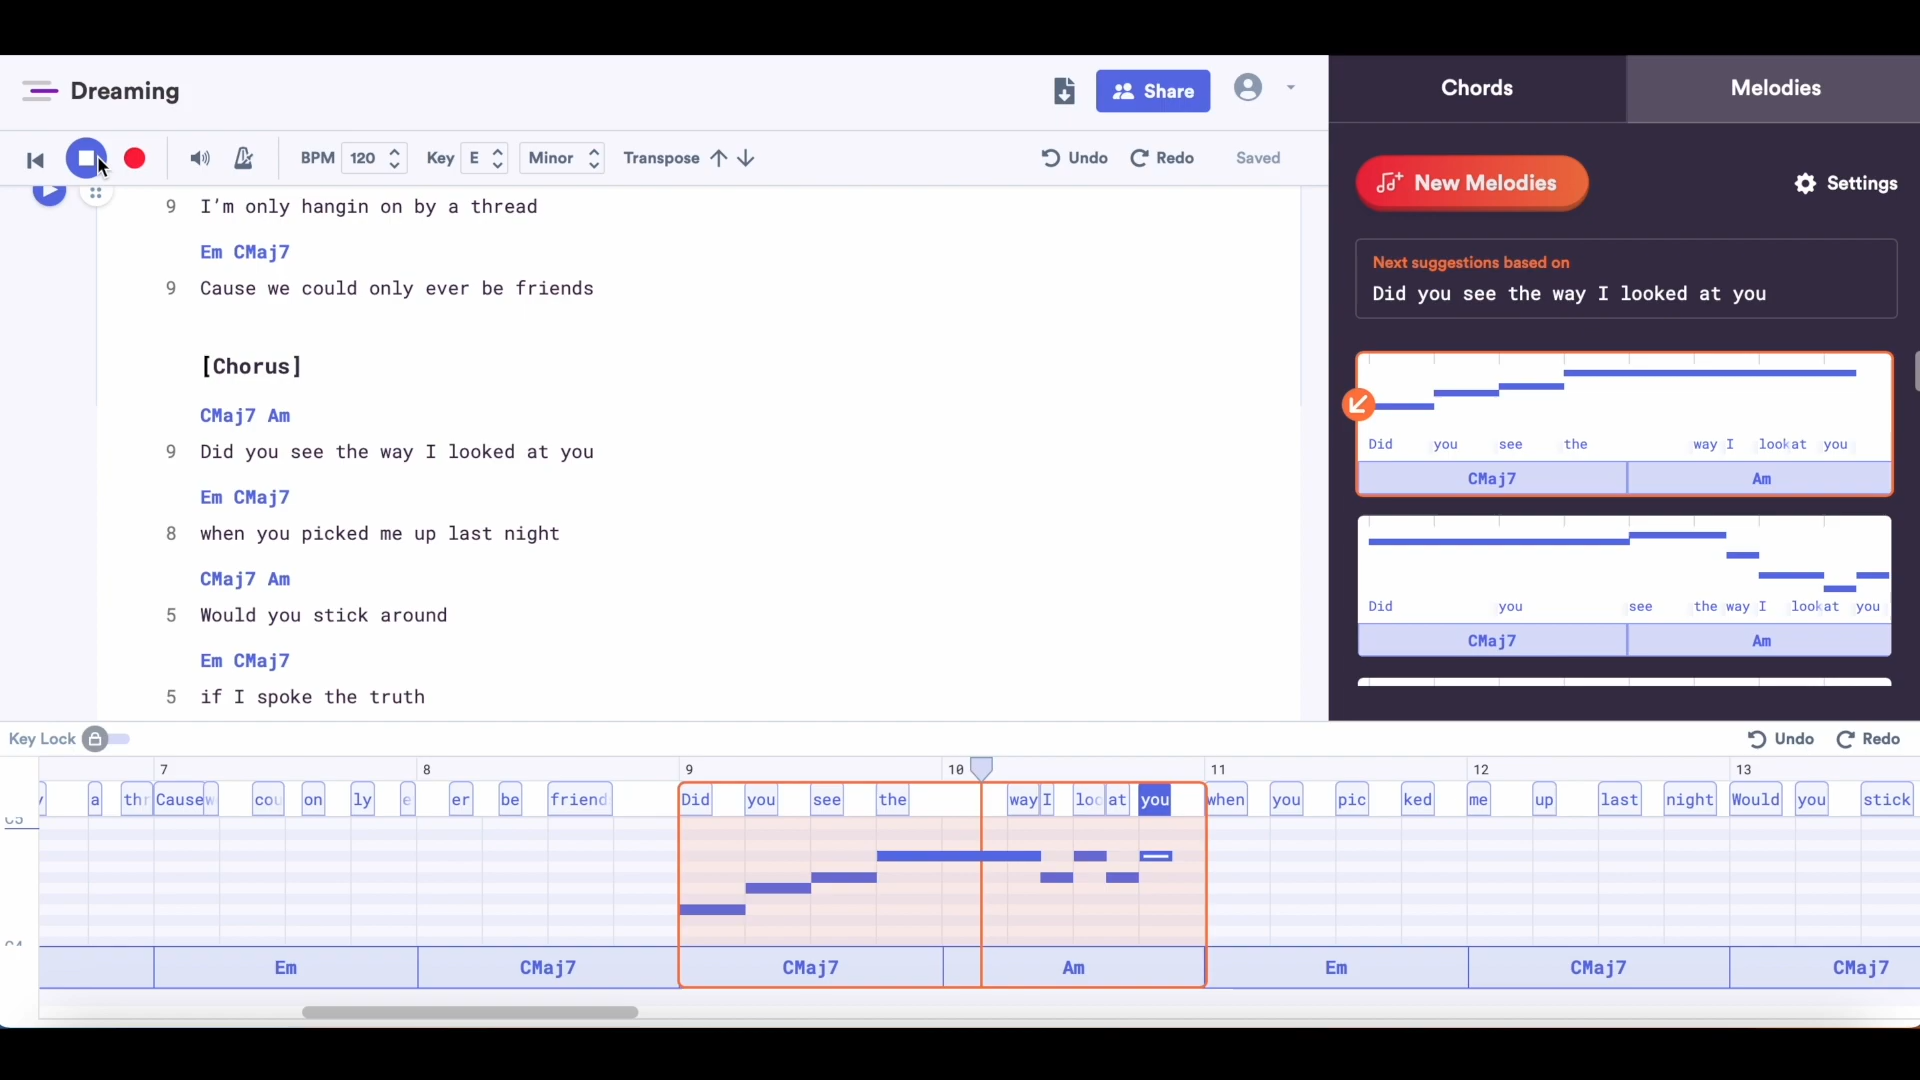 Dreaming
Share
Chords
Melodies
BPM 120 Key E Minor Transpose
Undo Redo Saved
New Melodies
Settings
9 I’m only hangin on by a thread
Em CMaj7
9 Cause we could only ever be friends
[Chorus]
CMaj7 Am
9 Did you see the way I looked at you
Em CMaj7
8 when you picked me up last night
CMaj7 Am
5 Would you stick around
Em CMaj7
5 if I spoke the truth
Next suggestions based on
Did you see the way I looked at you
Did you see the way I look at you
CMaj7 Am
Did you see the way I look at you
CMaj7 Am
Key Lock
Undo Redo
7 8 9 10 11 12 13
a thr Cause w cou on ly e er be friend Did you see the way I loo at you when you pic ked me up last night Would you stick
C5
Em CMaj7 CMaj7 Am Em CMaj7 CMaj7